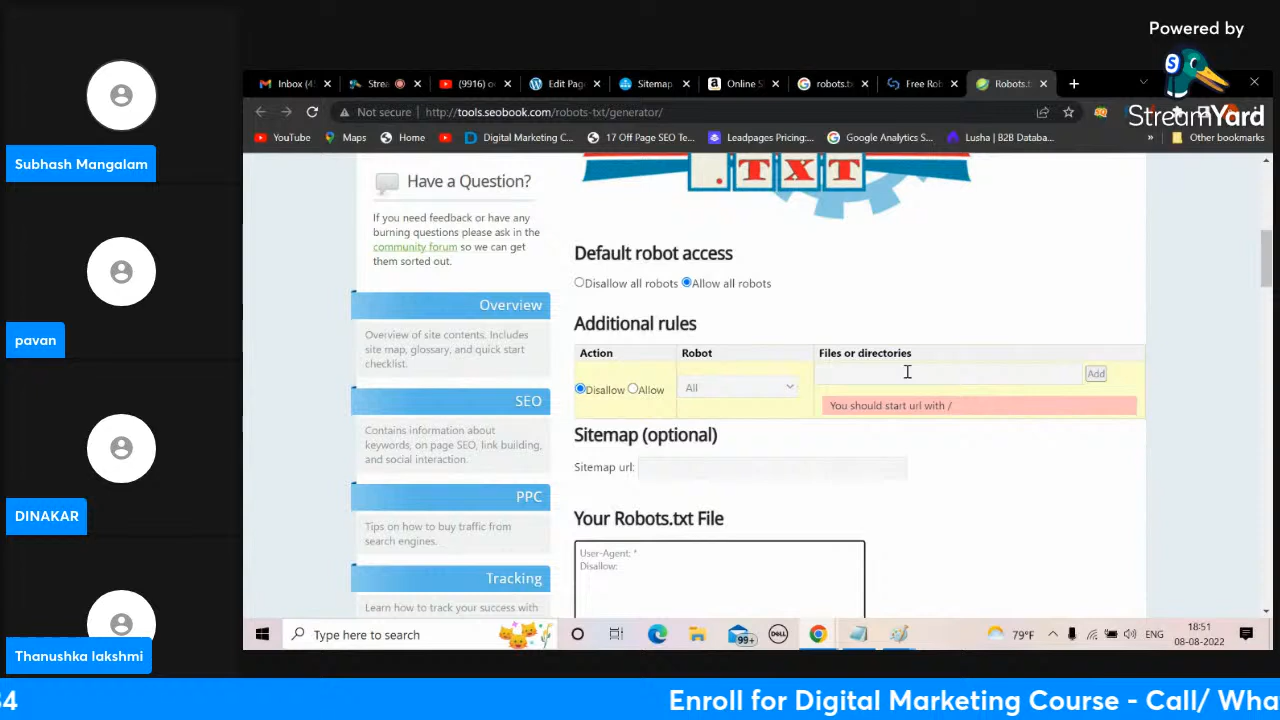 Powered by
StreamYard
Subhash Mangalam
pavan
DINAKAR
Thanushka lakshmi
Inbox (4
Strea
(9916) o
Edit Pag
Sitemap
Online S
robots.tx
Free Rob
Robots.t
Not secure
http://tools.seobook.com/robots-txt/generator/
YouTube
Maps
Home
Digital Marketing C...
17 Off Page SEO Te...
Leadpages Pricing:...
Google Analytics S...
Lusha | B2B Databa...
»
Other bookmarks
. T X T
Have a Question?
If you need feedback or have any
burning questions please ask in the
community forum so we can get
them sorted out.
Overview
Overview of site contents. Includes
site map, glossary, and quick start
checklist.
SEO
Contains information about
keywords, on page SEO, link building,
and social interaction.
PPC
Tips on how to buy traffic from
search engines.
Tracking
Learn how to track your success with
Default robot access
Disallow all robots Allow all robots
Additional rules
Action Robot Files or directories
Disallow Allow
All
Add
You should start url with /
Sitemap (optional)
Sitemap url:
Your Robots.txt File
User-Agent: *
Disallow:
Type here to search
99+
DELL
79°F
ENG
18:51
08-08-2022
34
Enroll for Digital Marketing Course - Call/ Wha